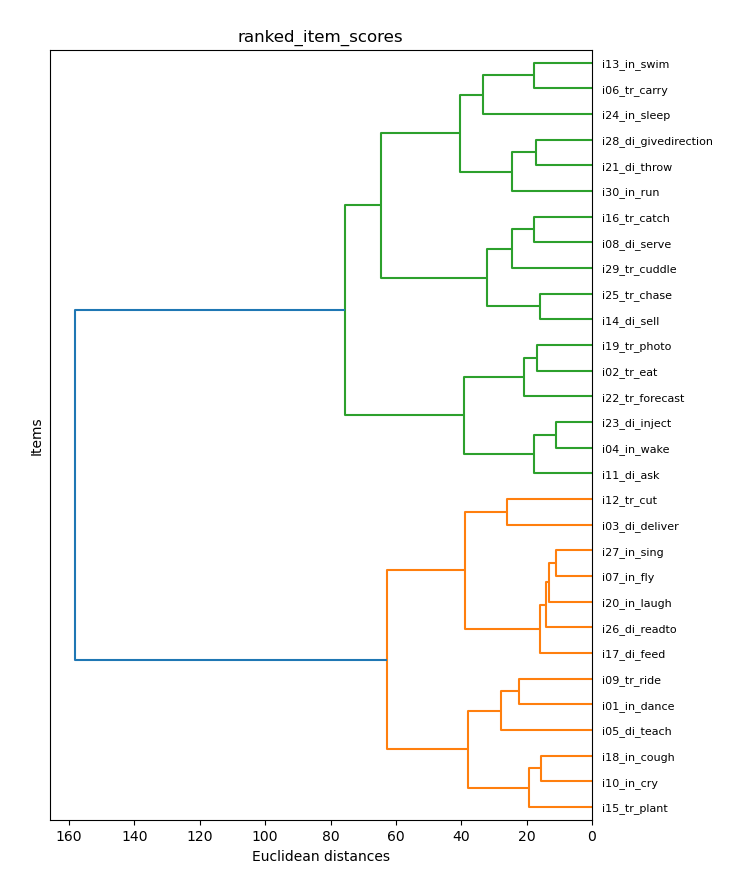 ranked_item_scores
i13_in_swim
i06_tr_carry
i24_in_sleep
i28_di_givedirection
i21_di_throw
i30_in_run
i16_tr_catch
i08_di_serve
i29_tr_cuddle
i25_tr_chase
i14_di_sell
i19_tr_photo
i02_tr_eat
i22_tr_forecast
i23_di_inject
i04_in_wake
i11_di_ask
i12_tr_cut
i03_di_deliver
i27_in_sing
i07_in_fly
i20_in_laugh
i26_di_readto
i17_di_feed
i09_tr_ride
i01_in_dance
i05_di_teach
i18_in_cough
i10_in_cry
i15_tr_plant
Items
160 140 120 100 80 60 40 20 0
Euclidean distances